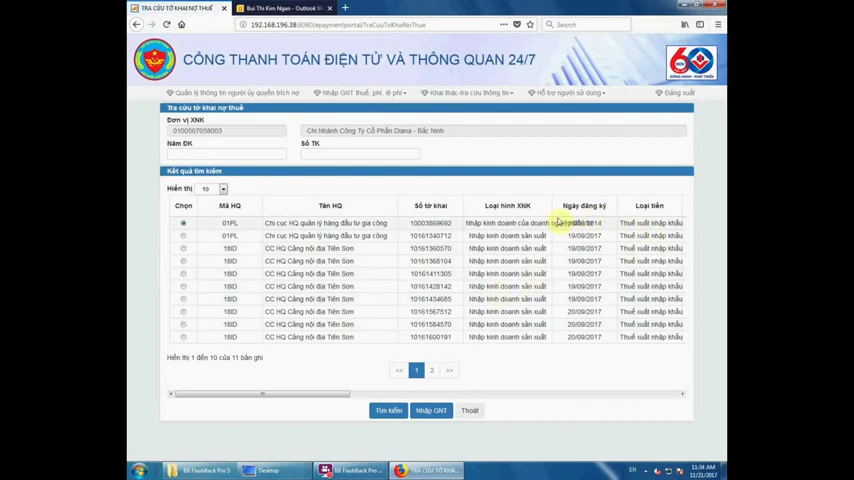 TRA CỨU TỜ KHAI NỢ THUẾ
Bui Thi Kim Ngan - Outlook W
192.168.196.38:8080/epaymentportal/TraCuuToKhaiNoThue
Search
CỔNG THANH TOÁN ĐIỆN TỬ VÀ THÔNG QUAN 24/7
60
Quản lý thông tin người ủy quyền trích nợ
Nhập GNT thuế, phí, lệ phí
Khai thác-tra cứu thông tin
Hỗ trợ người sử dụng
Đăng xuất
Tra cứu tờ khai nợ thuế
Đơn vị XNK
0100507058003
Chi Nhánh Công Ty Cổ Phần Diana - Bắc Ninh
Năm ĐK
Số TK
Kết quả tìm kiếm
Hiển thị 10
Chọn Mã HQ Tên HQ Số tờ khai Loại hình XNK Ngày đăng ký Loại tiền
01PL Chi cục HQ quản lý hàng đầu tư gia công 10003869692 Nhập kinh doanh của doanh Thuế xuất nhập khẩu
01PL Chi cục HQ quản lý hàng đầu tư gia công 10161340712 Nhập kinh doanh sản xuất 19/09/2017 Thuế xuất nhập khẩu
18ID CC HQ Cảng nội địa Tiên Sơn 10161360570 Nhập kinh doanh sản xuất 19/09/2017 Thuế xuất nhập khẩu
18ID CC HQ Cảng nội địa Tiên Sơn 10161368104 Nhập kinh doanh sản xuất 19/09/2017 Thuế xuất nhập khẩu
18ID CC HQ Cảng nội địa Tiên Sơn 10161411305 Nhập kinh doanh sản xuất 19/09/2017 Thuế xuất nhập khẩu
18ID CC HQ Cảng nội địa Tiên Sơn 10161428142 Nhập kinh doanh sản xuất 19/09/2017 Thuế xuất nhập khẩu
18ID CC HQ Cảng nội địa Tiên Sơn 10161434685 Nhập kinh doanh sản xuất 19/09/2017 Thuế xuất nhập khẩu
18ID CC HQ Cảng nội địa Tiên Sơn 10161567512 Nhập kinh doanh sản xuất 20/09/2017 Thuế xuất nhập khẩu
18ID CC HQ Cảng nội địa Tiên Sơn 10161584570 Nhập kinh doanh sản xuất 20/09/2017 Thuế xuất nhập khẩu
18ID CC HQ Cảng nội địa Tiên Sơn 10161600191 Nhập kinh doanh sản xuất 20/09/2017 Thuế xuất nhập khẩu
Hiển thị 1 đến 10 của 11 bản ghi
<< 1 2 >>
Tìm kiếm Nhập GNT Thoát
BB FlashBack Pro 5
Desktop
BB FlashBack Pro ...
TRA CỨU TỜ KHA...
EN
11:34 AM
11/21/2017